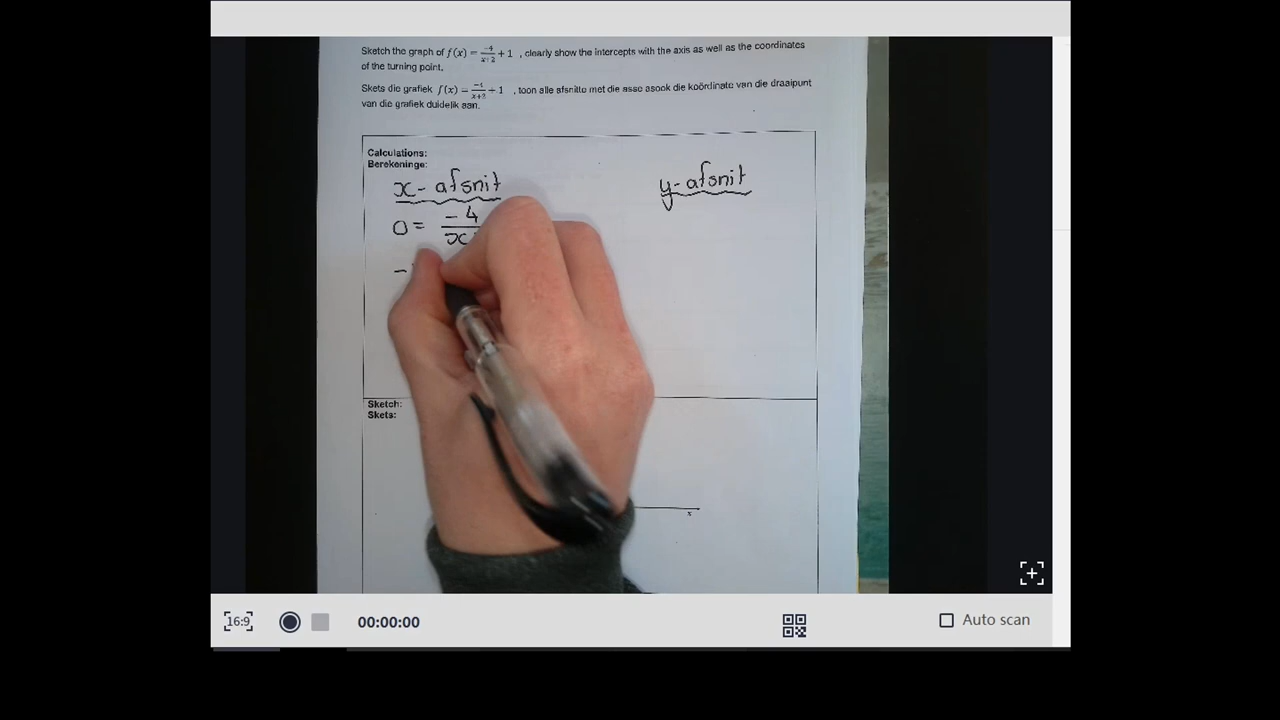 Sketch the graph of f(x) = -4/(x+2) + 1 , clearly show the intercepts with the axis as well as the coordinates
of the turning point.
Skets die grafiek f(x) = -4/(x+2) + 1 , toon alle afsnitte met die asse asook die koördinate van die draaipunt
van die grafiek duidelik aan.
Calculations:
Berekeninge:
x- afsnit
y- afsnit
0 = -4/x
-
Sketch:
Skets:
x
16:9
00:00:00
Auto scan